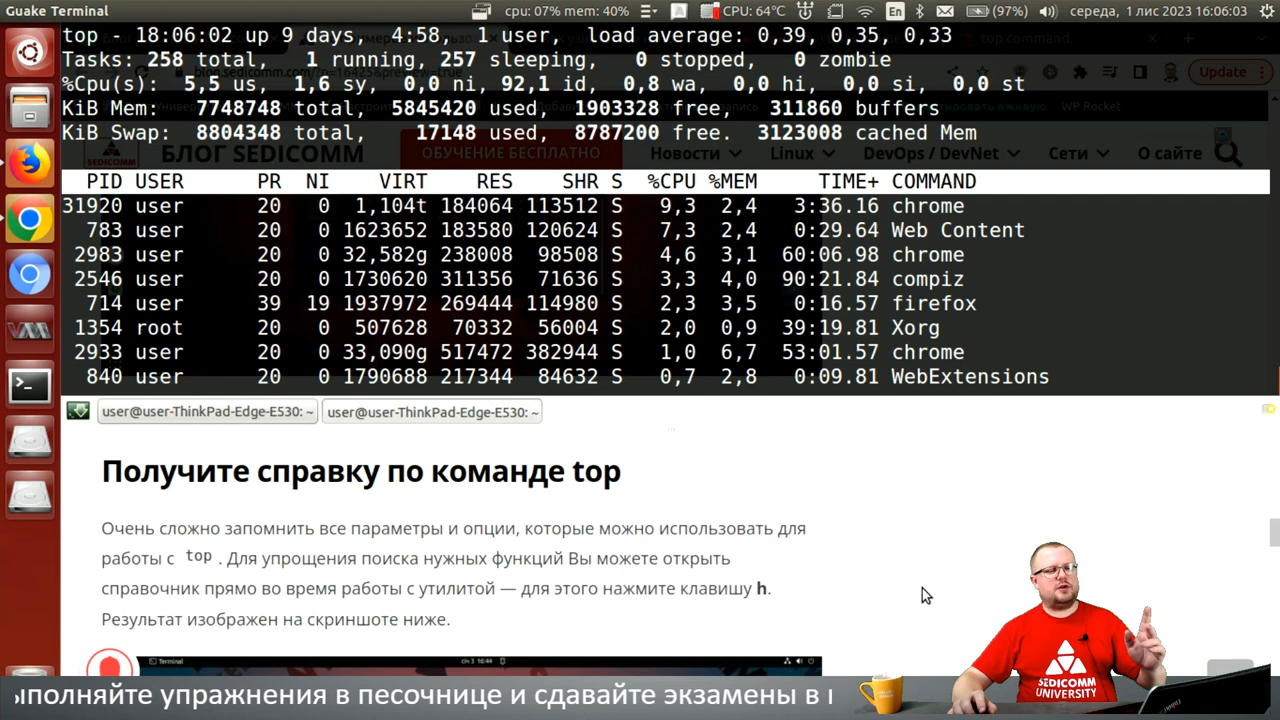 Guake Terminal cpu: 07% mem: 40% CPU: 64°C En (97%) середа, 1 лис 2023 16:06:03
top - 18:06:02 up 9 days, 4:58, 1 user, load average: 0,39, 0,35, 0,33
Tasks: 258 total, 1 running, 257 sleeping, 0 stopped, 0 zombie
Update
%Cpu(s): 5,5 us, 1,6 sy, 0,0 ni, 92,1 id, 0,8 wa, 0,0 hi, 0,0 si, 0,0 st
KiB Mem: 7748748 total, 5845420 used, 1903328 free, 311860 buffers
WP Rocket
KiB Swap: 8804348 total, 17148 used, 8787200 free. 3123008 cached Mem
SEDICOMM БЛОГ SEDICOMM ОБУЧЕНИЕ БЕСПЛАТНО Новости Linux DevOps / DevNet Сети О сайте
PID USER PR NI VIRT RES SHR S %CPU %MEM TIME+ COMMAND
31920 user 20 0 1,104t 184064 113512 S 9,3 2,4 3:36.16 chrome
783 user 20 0 1623652 183580 120624 S 7,3 2,4 0:29.64 Web Content
2983 user 20 0 32,582g 238008 98508 S 4,6 3,1 60:06.98 chrome
2546 user 20 0 1730620 311356 71636 S 3,3 4,0 90:21.84 compiz
714 user 39 19 1937972 269444 114980 S 2,3 3,5 0:16.57 firefox
1354 root 20 0 507628 70332 56004 S 2,0 0,9 39:19.81 Xorg
2933 user 20 0 33,090g 517472 382944 S 1,0 6,7 53:01.57 chrome
840 user 20 0 1790688 217344 84632 S 0,7 2,8 0:09.81 WebExtensions
user@user-ThinkPad-Edge-E530: ~ user@user-ThinkPad-Edge-E530: ~
Получите справку по команде top
Очень сложно запомнить все параметры и опции, которые можно использовать для
работы с top . Для упрощения поиска нужных функций Вы можете открыть
справочник прямо во время работы с утилитой — для этого нажмите клавишу h.
Результат изображен на скриншоте ниже.
Terminal
SEDICOMM
UNIVERSITY
ыполняйте упражнения в песочнице и сдавайте экзамены в